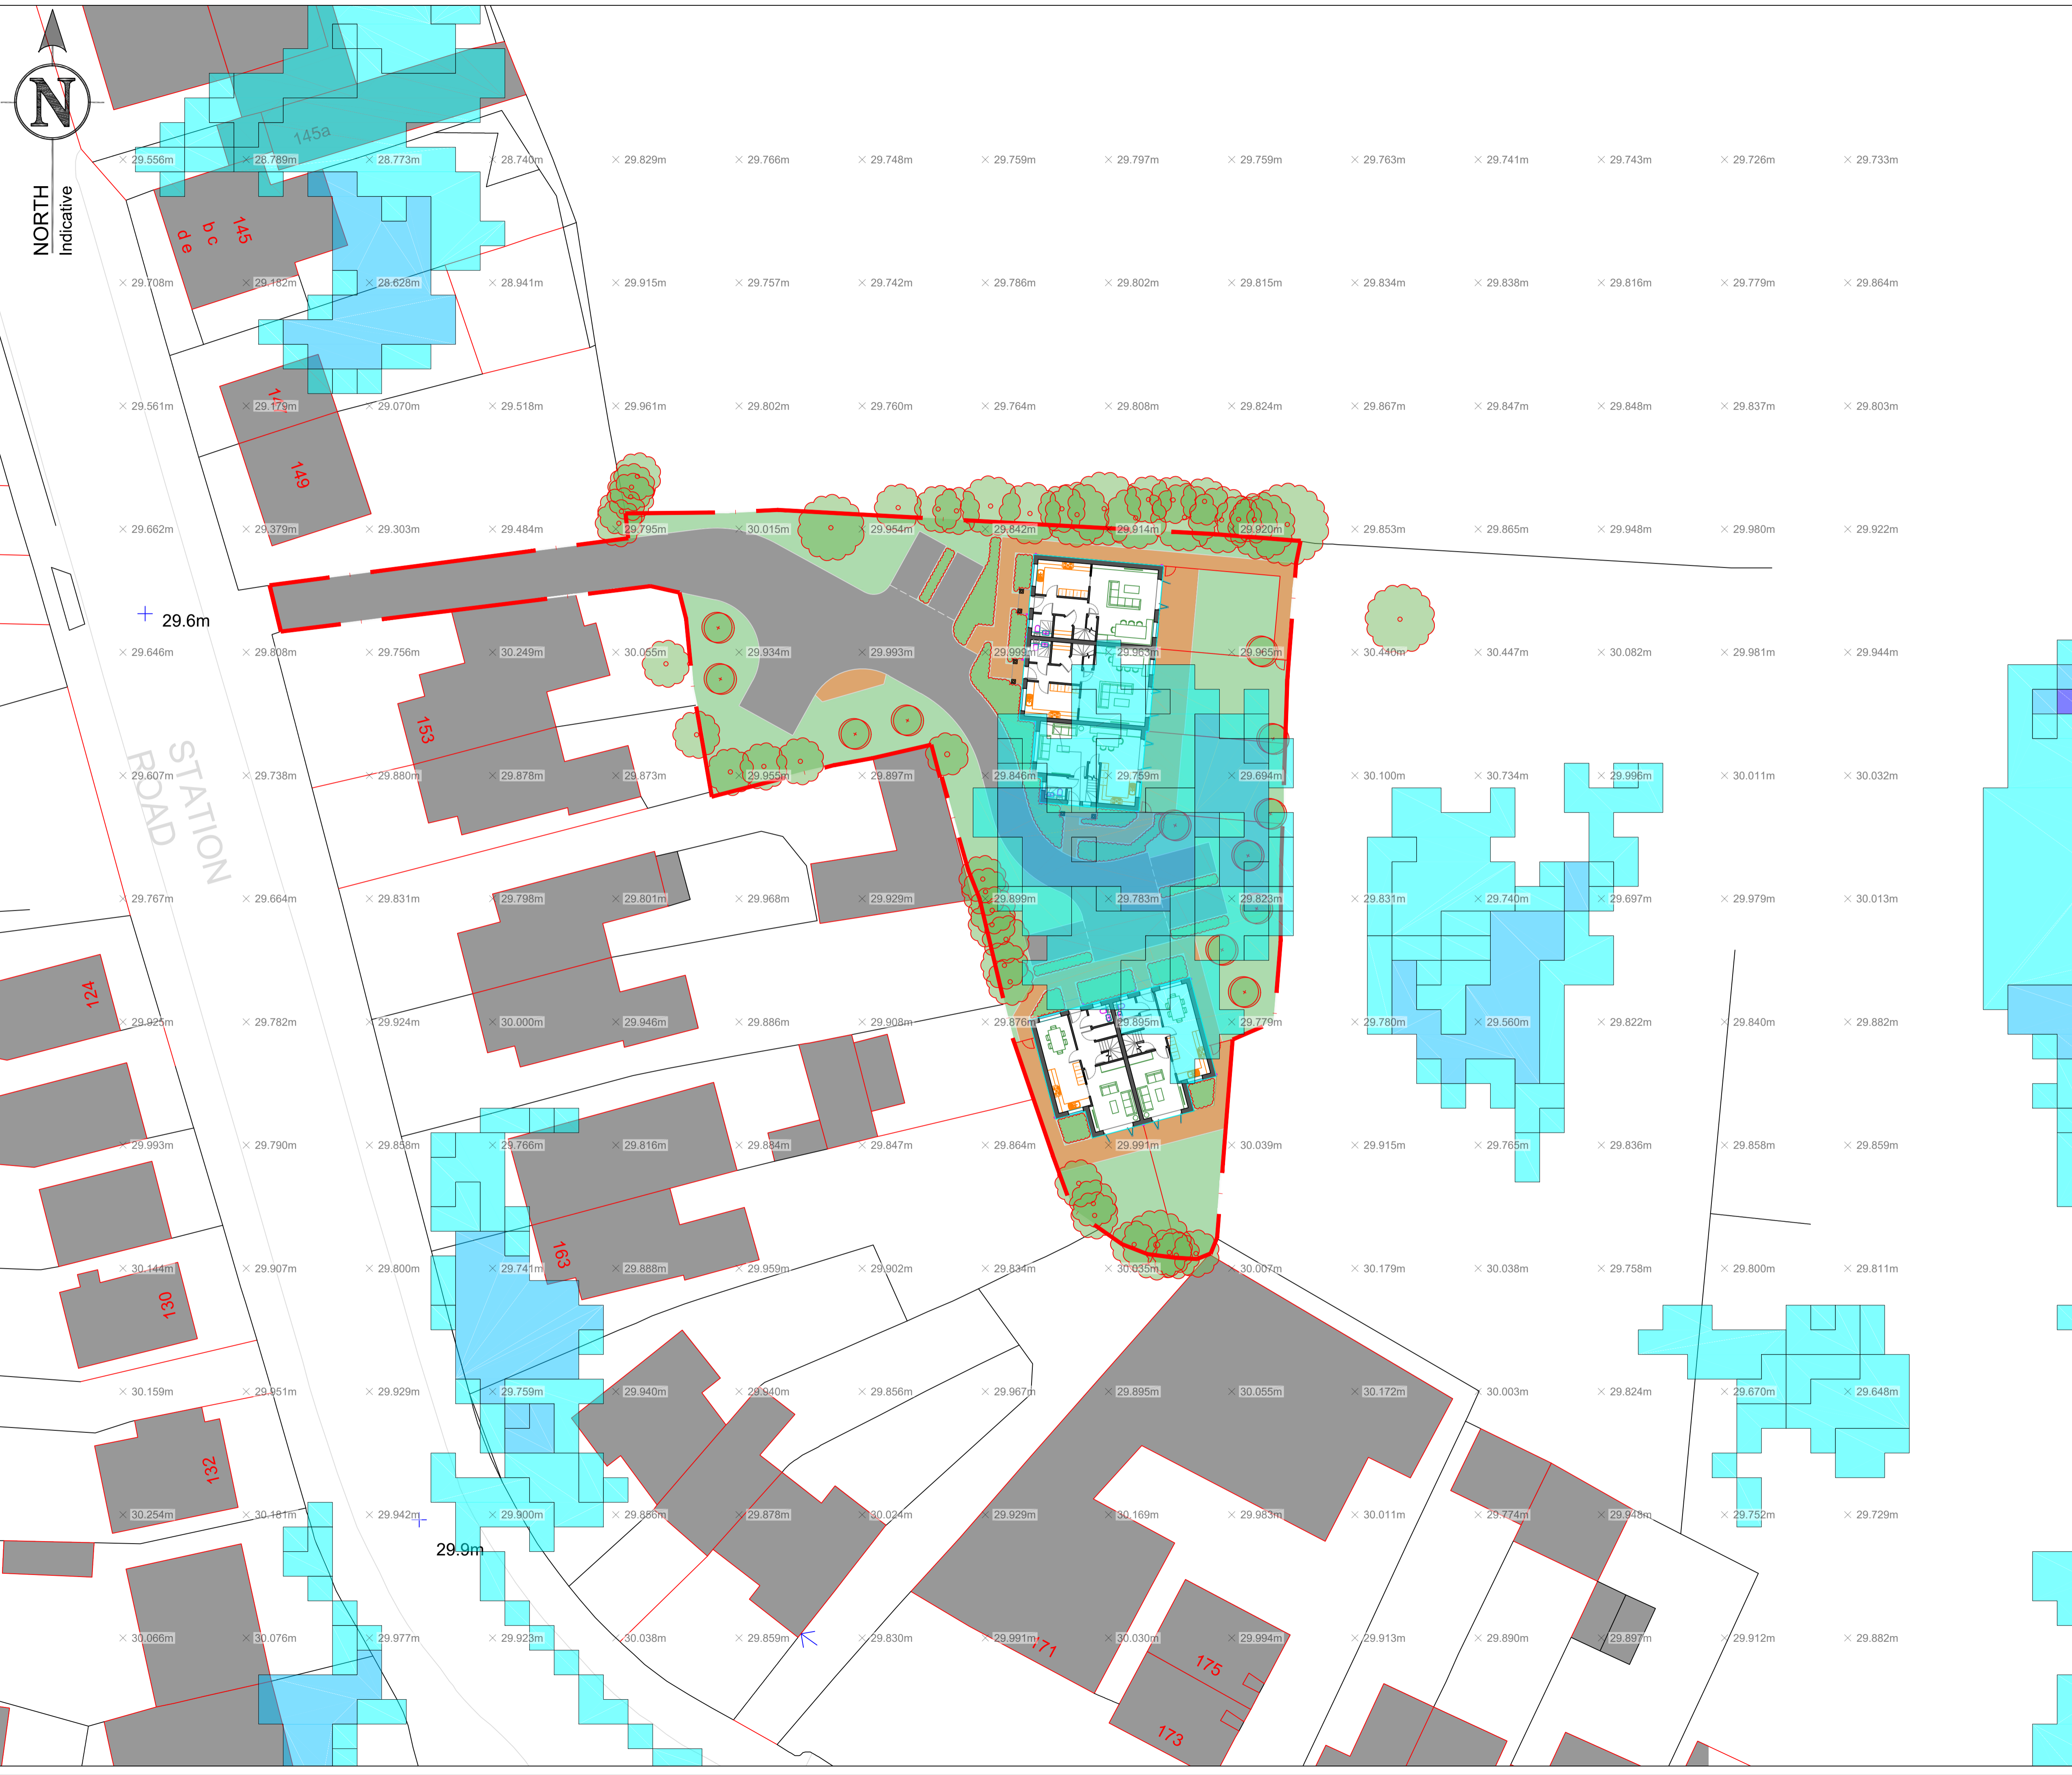 N
NORTH
Indicative
145a
29.556m 28.789m 28.773m 28.740m 29.829m 29.766m 29.748m 29.759m 29.797m 29.759m 29.763m 29.741m 29.743m 29.726m 29.733m
145
b c
d e
29.708m 29.182m 28.628m 28.941m 29.915m 29.757m 29.742m 29.786m 29.802m 29.815m 29.834m 29.838m 29.816m 29.779m 29.864m
29.561m 29.179m 29.070m 29.518m 29.961m 29.802m 29.760m 29.764m 29.808m 29.824m 29.867m 29.847m 29.848m 29.837m 29.803m
149
29.662m 29.379m 29.303m 29.484m 29.795m 30.015m 29.954m 29.842m 29.914m 29.920m 29.853m 29.865m 29.948m 29.980m 29.922m
29.6m
29.646m 29.808m 29.756m 30.249m 30.055m 29.934m 29.993m 29.999m 29.963m 29.965m 30.440m 30.447m 30.082m 29.981m 29.944m
153
STATION
ROAD
29.607m 29.738m 29.880m 29.878m 29.873m 29.955m 29.897m 29.846m 29.759m 29.694m 30.100m 30.734m 29.996m 30.011m 30.032m
29.767m 29.664m 29.831m 29.798m 29.801m 29.968m 29.929m 29.899m 29.783m 29.823m 29.831m 29.740m 29.697m 29.979m 30.013m
124
29.925m 29.782m 29.924m 30.000m 29.946m 29.886m 29.908m 29.876m 29.895m 29.779m 29.780m 29.560m 29.822m 29.840m 29.882m
29.993m 29.790m 29.858m 29.766m 29.816m 29.884m 29.847m 29.864m 29.991m 30.039m 29.915m 29.765m 29.836m 29.858m 29.859m
163
30.144m 29.907m 29.800m 29.741m 29.888m 29.959m 29.902m 29.834m 30.035m 30.007m 30.179m 30.038m 29.758m 29.800m 29.811m
130
30.159m 29.951m 29.929m 29.759m 29.940m 29.940m 29.856m 29.967m 29.895m 30.055m 30.172m 30.003m 29.824m 29.670m 29.648m
132
30.254m 30.181m 29.942m 29.900m 29.856m 29.878m 30.024m 29.929m 30.169m 29.983m 30.011m 29.774m 29.948m 29.752m 29.729m
29.9m
30.066m 30.076m 29.977m 29.923m 30.038m 29.859m 29.830m 29.991m 30.030m 29.994m 29.913m 29.890m 29.897m 29.912m 29.882m
171
175
173